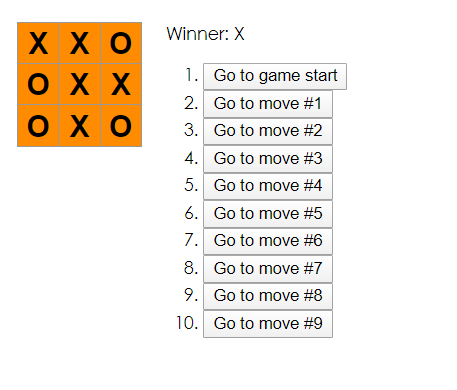 X X O
O X X
O X O
Winner: X
1. Go to game start
2. Go to move #1
3. Go to move #2
4. Go to move #3
5. Go to move #4
6. Go to move #5
7. Go to move #6
8. Go to move #7
9. Go to move #8
10. Go to move #9